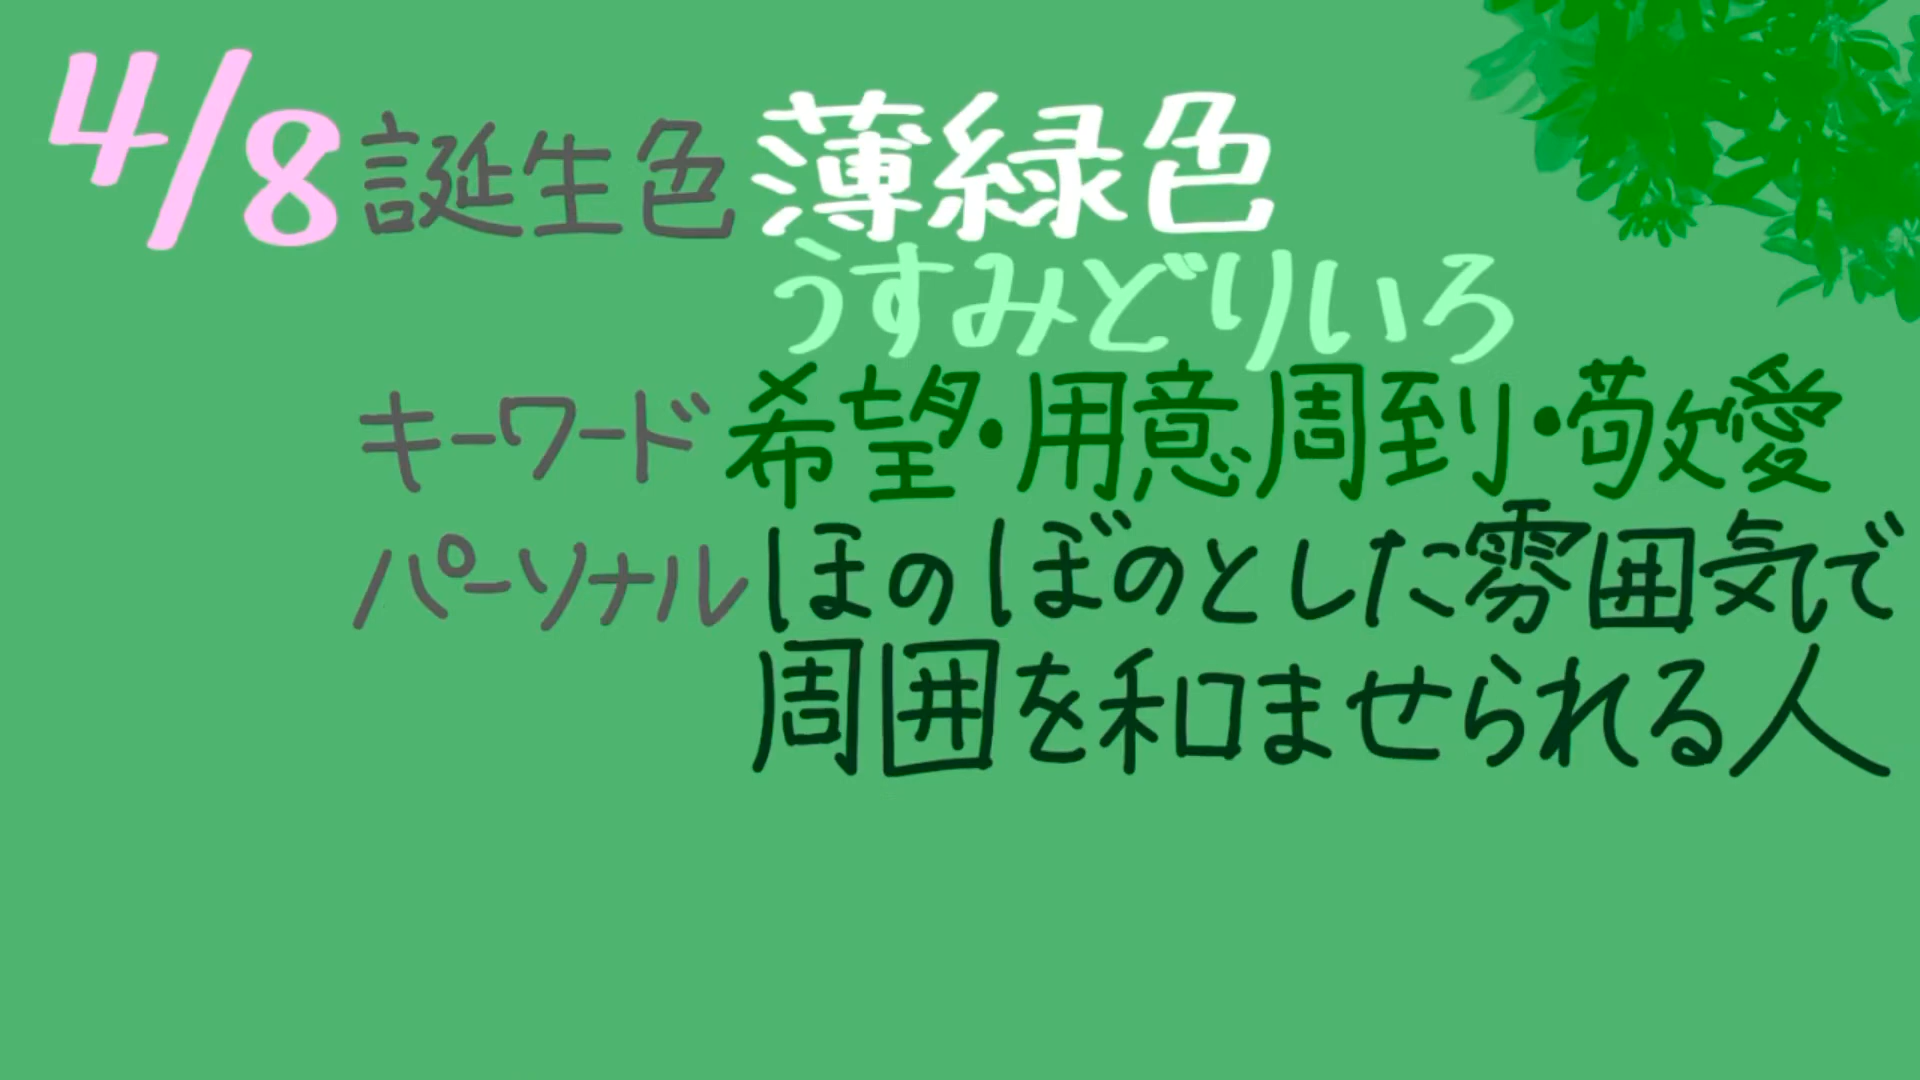 4/8 誕生色 薄緑色
うすみどりいろ
キーワード 希望・用意周到・敬愛
パーソナル ほのぼのとした雰囲気で
周囲を和ませられる人